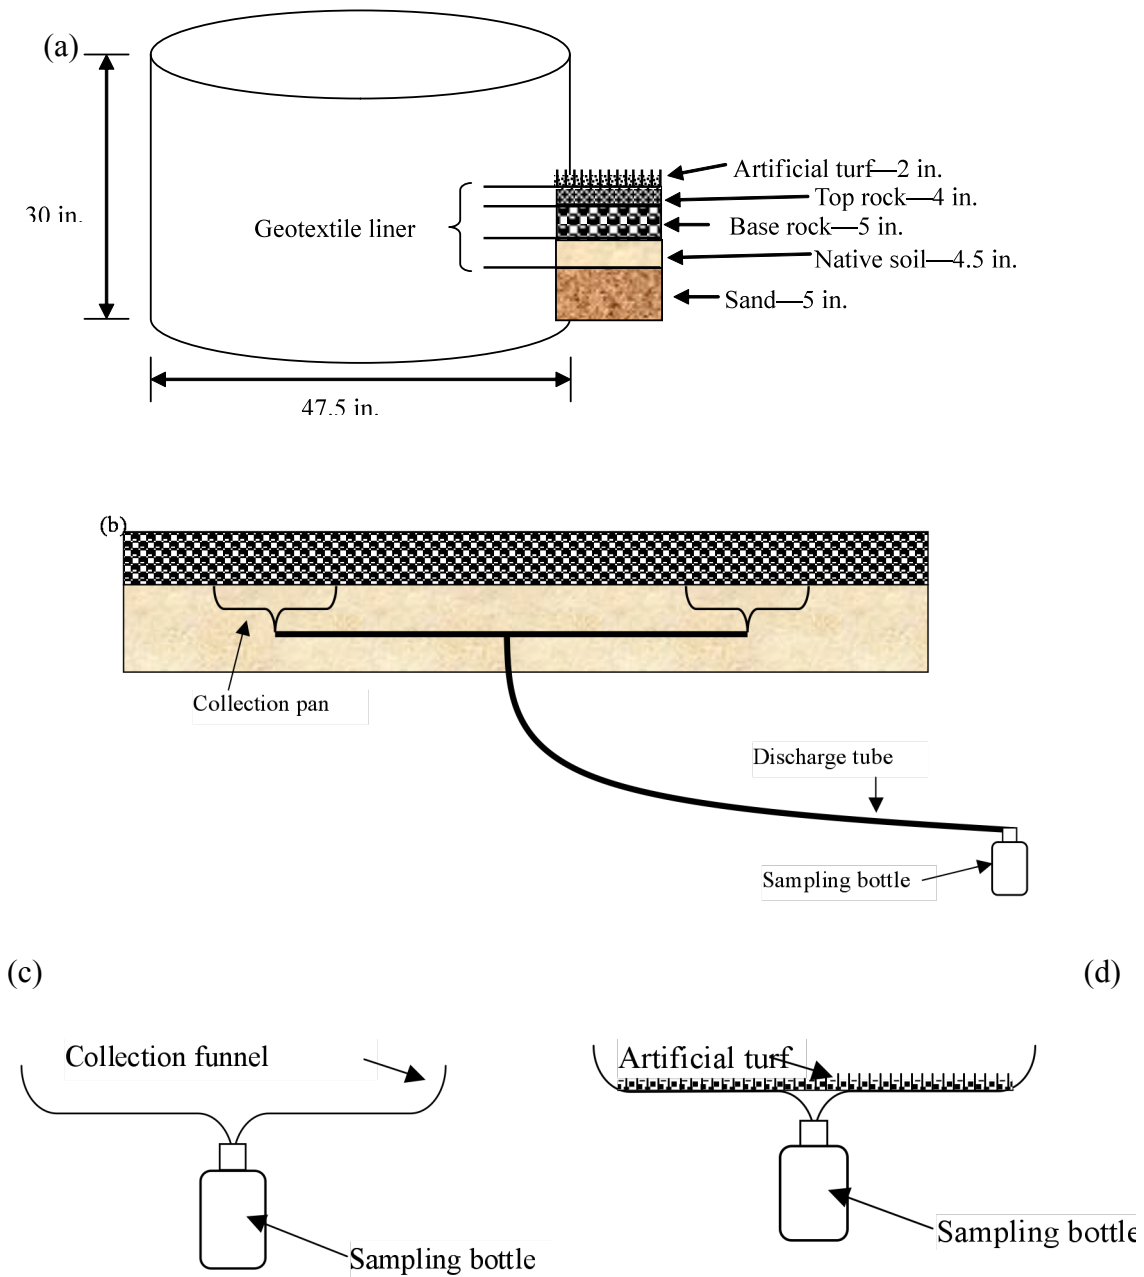 (a)
Artificial turf—2 in.
Top rock—4 in.
30 in.
Geotextile liner
Base rock—5 in.
Native soil—4.5 in.
Sand—5 in.
47.5 in.
(b)
Collection pan
Discharge tube
Sampling bottle
(c)
(d)
Collection funnel
Artificial turf
Sampling bottle
Sampling bottle